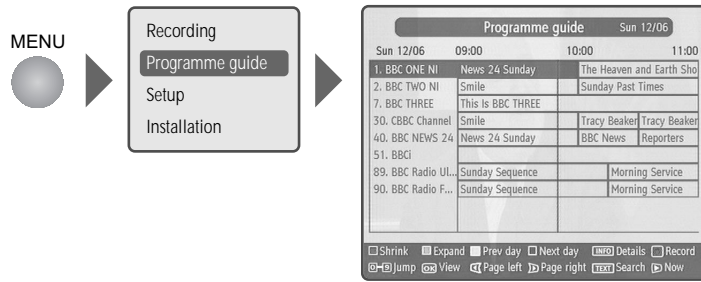 MENU
Recording
Programme guide
Setup
Installation
Programme guide Sun 12/06
Sun 12/06 09:00 10:00 11:00
1. BBC ONE NI News 24 Sunday The Heaven and Earth Sho
2. BBC TWO NI Smile Sunday Past Times
7. BBC THREE This Is BBC THREE
30. CBBC Channel Smile Tracy Beaker Tracy Beaker
40. BBC NEWS 24 News 24 Sunday BBC News Reporters
51. BBCi
89. BBC Radio Ul... Sunday Sequence Morning Service
90. BBC Radio F... Sunday Sequence Morning Service
Shrink Expand Prev day Next day INFO Details Record
0-9 Jump OK View Page left Page right TEXT Search Now